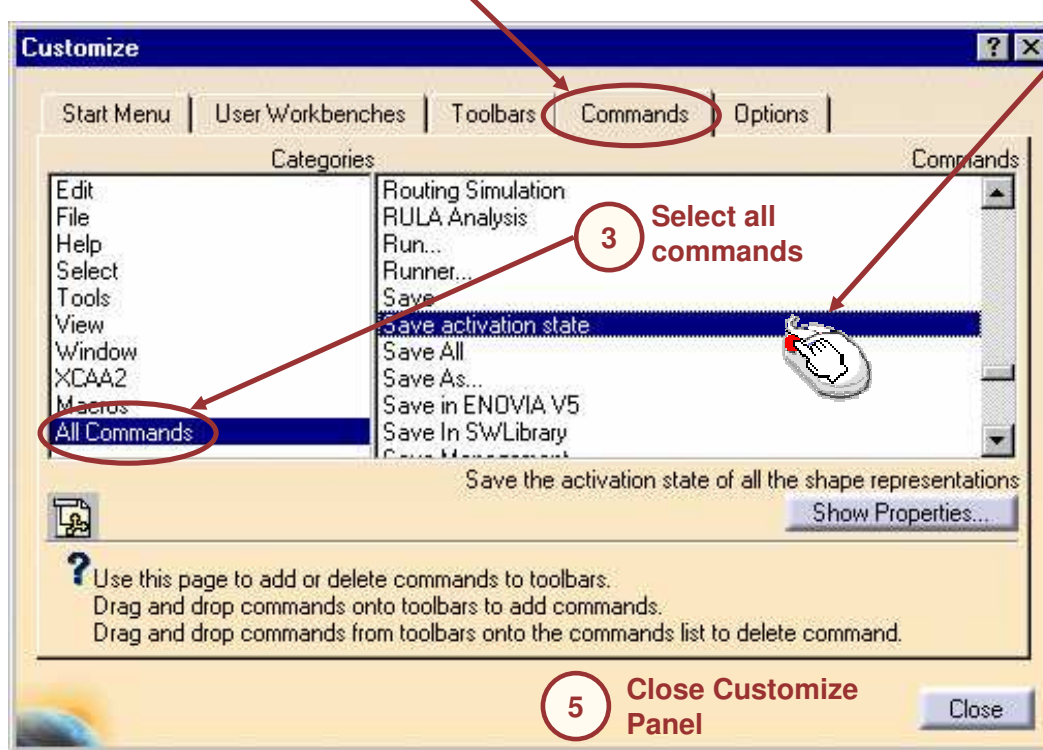 Customize
Start Menu User Workbenches Toolbars Commands Options
Categories Commands
Edit
File
Help
Select
Tools
View
Window
XCAA2
Macros
All Commands
Routing Simulation
RULA Analysis
Run...
Runner...
Save
Save activation state
Save All
Save As...
Save in ENOVIA V5
Save In SWLibrary
Save Management
3 Select all
commands
Save the activation state of all the shape representations
Show Properties...
Use this page to add or delete commands to toolbars.
Drag and drop commands onto toolbars to add commands.
Drag and drop commands from toolbars onto the commands list to delete command.
5 Close Customize
Panel
Close